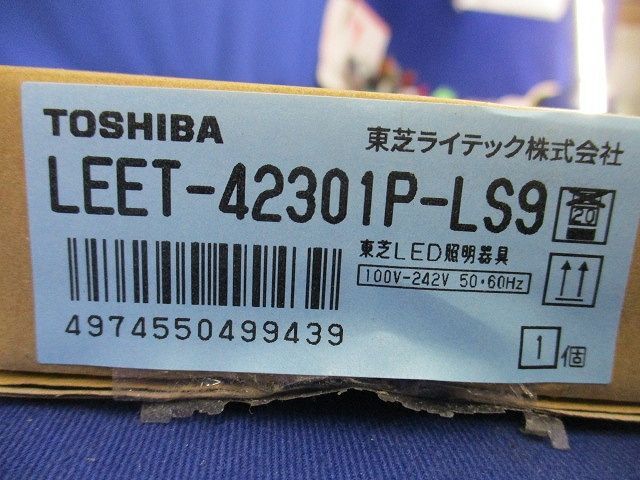 TOSHIBA
東芝ライテック株式会社
LEET-42301P-LS9
20
東芝LED照明器具
100V-242V 50・60Hz
4974550499439
1個